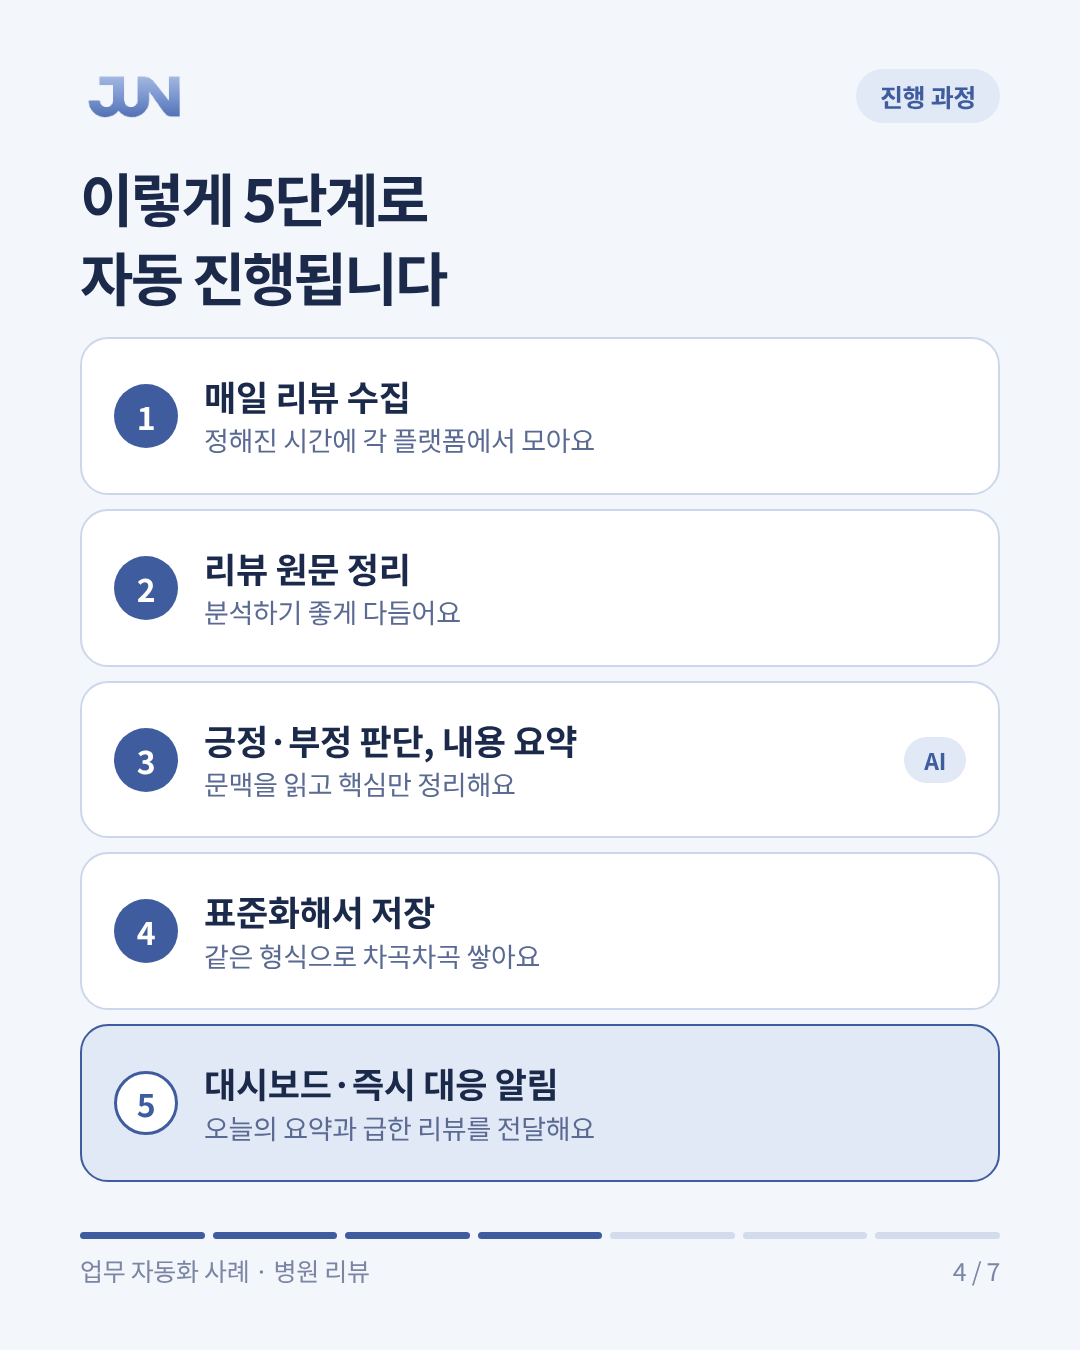 JUN
진행 과정
이렇게 5단계로
자동 진행됩니다
1
매일 리뷰 수집
정해진 시간에 각 플랫폼에서 모아요
2
리뷰 원문 정리
분석하기 좋게 다듬어요
3
긍정·부정 판단, 내용 요약
문맥을 읽고 핵심만 정리해요
AI
4
표준화해서 저장
같은 형식으로 차곡차곡 쌓아요
5
대시보드·즉시 대응 알림
오늘의 요약과 급한 리뷰를 전달해요
업무 자동화 사례 · 병원 리뷰
4 / 7